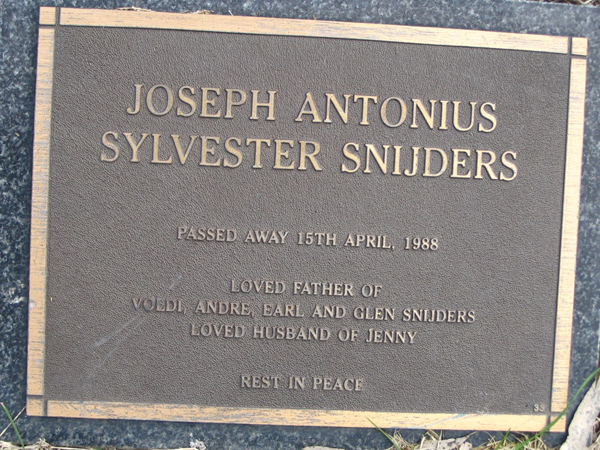 JOSEPH ANTONIUS
SYLVESTER SNIJDERS
PASSED AWAY 15TH APRIL, 1988
LOVED FATHER OF
VOLDI, ANDRE, EARL AND GLEN SNIJDERS
LOVED HUSBAND OF JENNY
REST IN PEACE